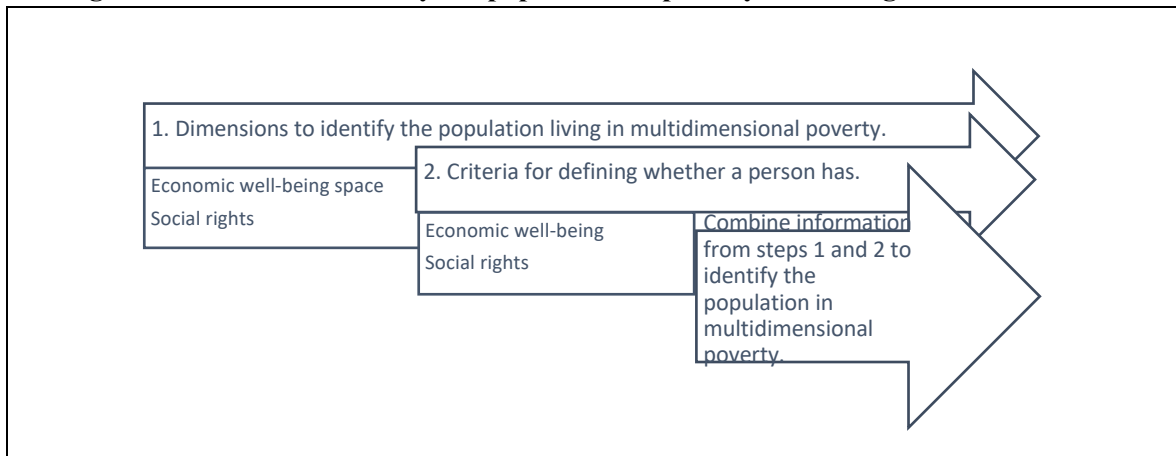 1. Dimensions to identify the population living in multidimensional poverty.
Economic well-being space
Social rights
2. Criteria for defining whether a person has.
Economic well-being
Social rights
Combine information
from steps 1 and 2 to
identify the
population in
multidimensional
poverty.